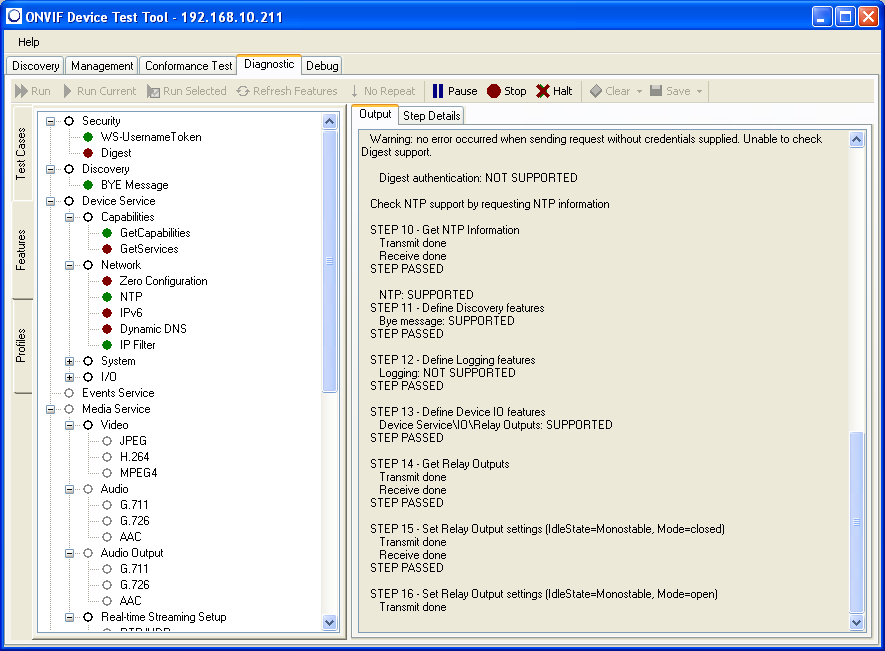 ONVIF Device Test Tool - 192.168.10.211
Help
Discovery Management Conformance Test Diagnostic Debug
Run Run Current Run Selected Refresh Features No Repeat Pause Stop Halt Clear Save
Test Cases
Features
Profiles
Security
WS-UsernameToken
Digest
Discovery
BYE Message
Device Service
Capabilities
GetCapabilities
GetServices
Network
Zero Configuration
NTP
IPv6
Dynamic DNS
IP Filter
System
I/O
Events Service
Media Service
Video
JPEG
H.264
MPEG4
Audio
G.711
G.726
AAC
Audio Output
G.711
G.726
AAC
Real-time Streaming Setup
Output Step Details
Warning: no error occurred when sending request without credentials supplied. Unable to check
Digest support.
Digest authentication: NOT SUPPORTED
Check NTP support by requesting NTP information
STEP 10 - Get NTP Information
Transmit done
Receive done
STEP PASSED
NTP: SUPPORTED
STEP 11 - Define Discovery features
Bye message: SUPPORTED
STEP PASSED
STEP 12 - Define Logging features
Logging: NOT SUPPORTED
STEP PASSED
STEP 13 - Define Device IO features
Device Service\IO\Relay Outputs: SUPPORTED
STEP PASSED
STEP 14 - Get Relay Outputs
Transmit done
Receive done
STEP PASSED
STEP 15 - Set Relay Output settings (IdleState=Monostable, Mode=closed)
Transmit done
Receive done
STEP PASSED
STEP 16 - Set Relay Output settings (IdleState=Monostable, Mode=open)
Transmit done